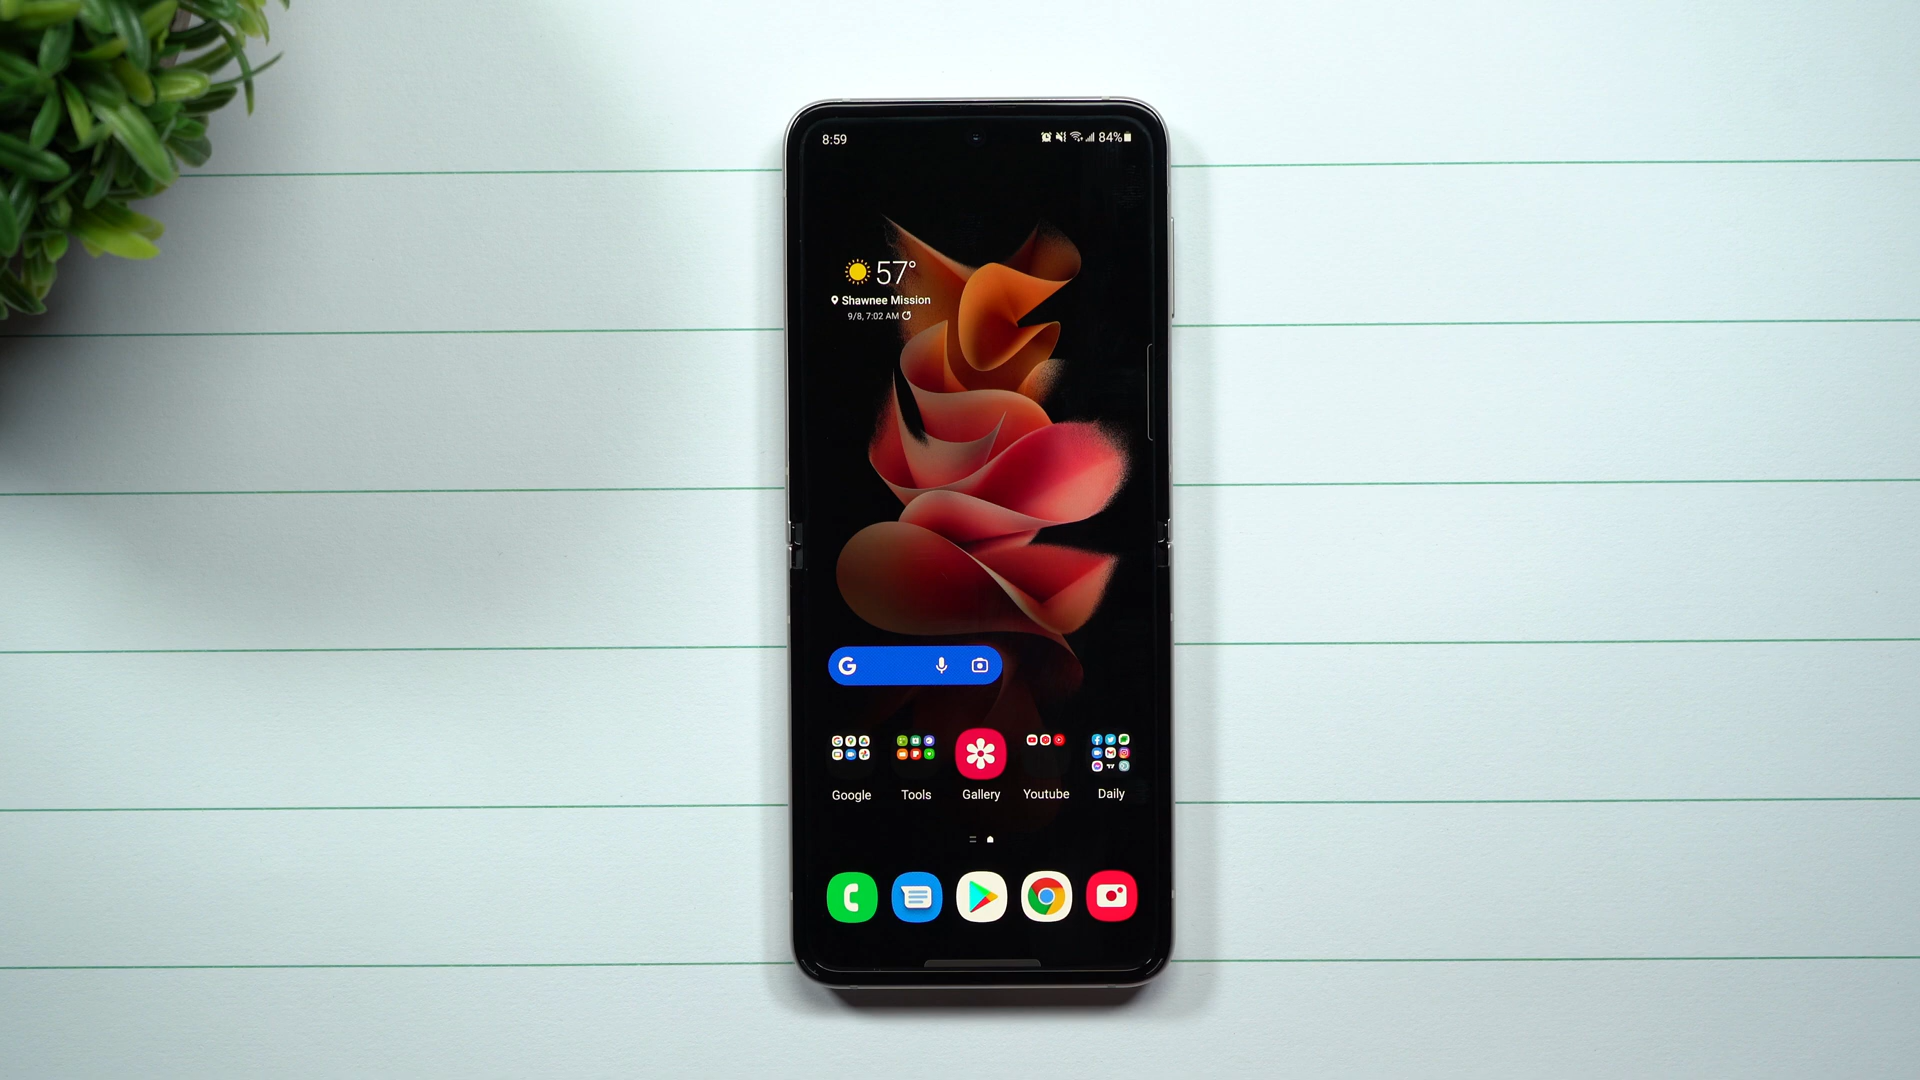 8:59
84%
57°
Shawnee Mission
9/8, 7:02 AM
G
Google
Tools
Gallery
Youtube
Daily